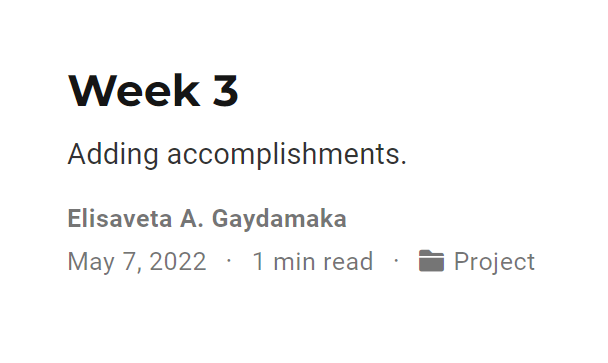 Week 3
Adding accomplishments.
Elisaveta A. Gaydamaka
May 7, 2022 · 1 min read · Project